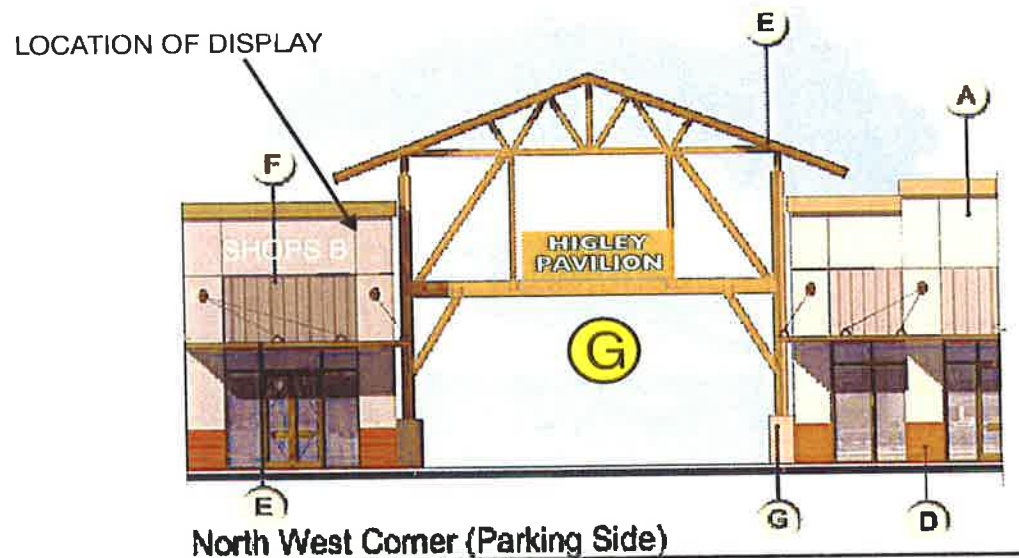 LOCATION OF DISPLAY
E
A
F
SHOPS B
HIGLEY
PAVILION
G
E
G
D
North West Corner (Parking Side)